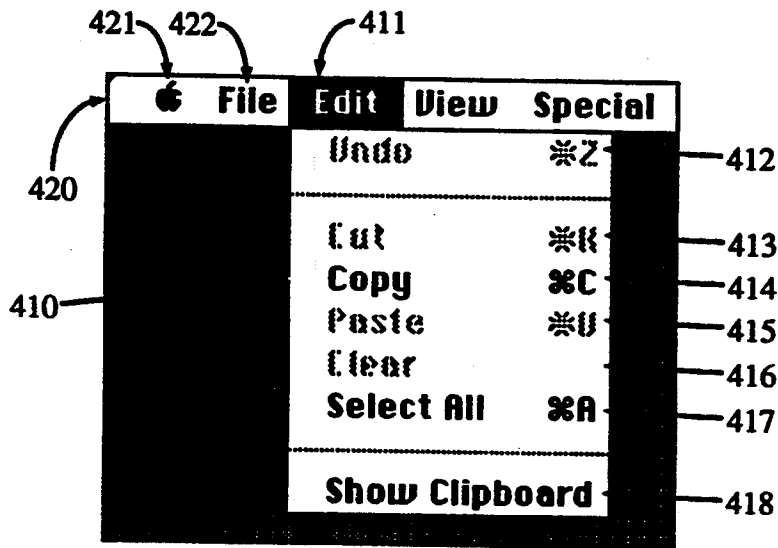 421 422 411
File Edit View Special
420
Undo ⌘Z 412
Cut ⌘X 413
410 Copy ⌘C 414
Paste ⌘V 415
Clear 416
Select All ⌘A 417
Show Clipboard 418